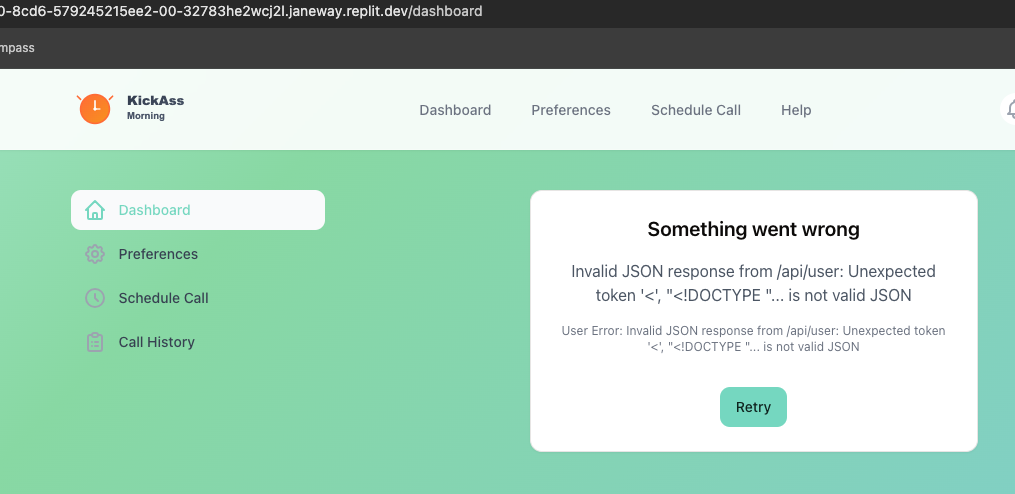 0-8cd6-579245215ee2-00-32783he2wcj2l.janeway.replit.dev/dashboard
mpass
KickAss
Morning
Dashboard
Preferences
Schedule Call
Help
Dashboard
Preferences
Schedule Call
Call History
Something went wrong
Invalid JSON response from /api/user: Unexpected
token '<', "<!DOCTYPE "... is not valid JSON
User Error: Invalid JSON response from /api/user: Unexpected token
'<', "<!DOCTYPE "... is not valid JSON
Retry